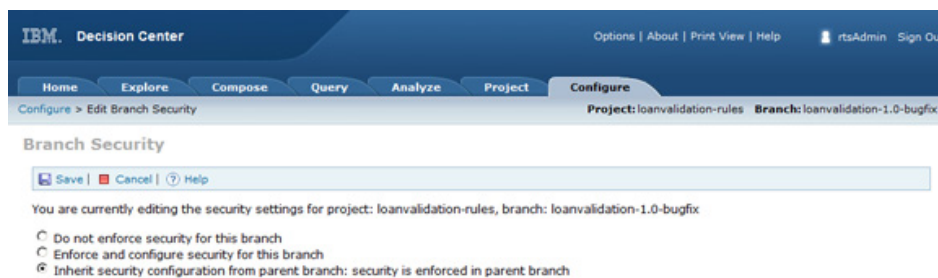 IBM. Decision Center
Options | About | Print View | Help rtsAdmin Sign Ou
Home Explore Compose Query Analyze Project Configure
Configure > Edit Branch Security Project: loanvalidation-rules Branch: loanvalidation-1.0-bugfix
Branch Security
Save | Cancel | Help
You are currently editing the security settings for project: loanvalidation-rules, branch: loanvalidation-1.0-bugfix
Do not enforce security for this branch
Enforce and configure security for this branch
Inherit security configuration from parent branch: security is enforced in parent branch